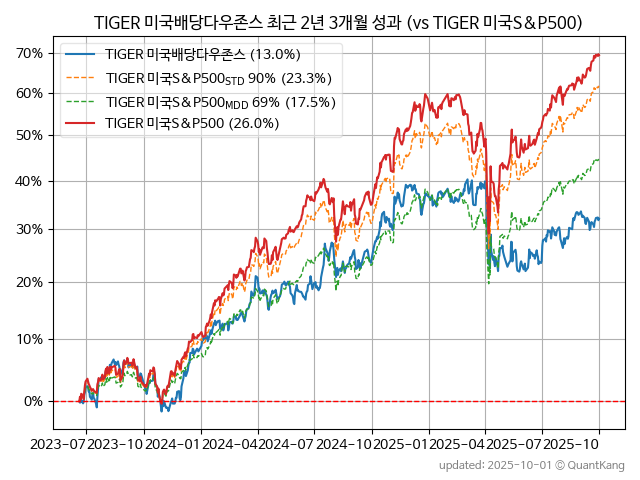 TIGER 미국배당다우존스 최근 2년 3개월 성과 (vs TIGER 미국S&P500)
70%
60%
50%
40%
30%
20%
10%
0%
TIGER 미국배당다우존스 (13.0%)
TIGER 미국S&P500STD 90% (23.3%)
TIGER 미국S&P500MDD 69% (17.5%)
TIGER 미국S&P500 (26.0%)
2023-07 2023-10 2024-01 2024-04 2024-07 2024-10 2025-01 2025-04 2025-07 2025-10
updated: 2025-10-01 © QuantKang